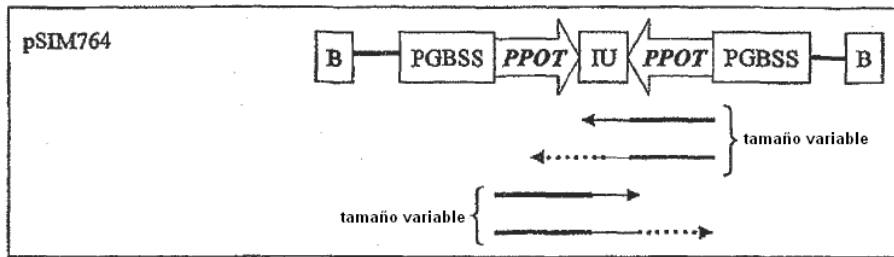 pSIM764
B PGBSS PPOT IU PPOT PGBSS B
tamaño variable
tamaño variable